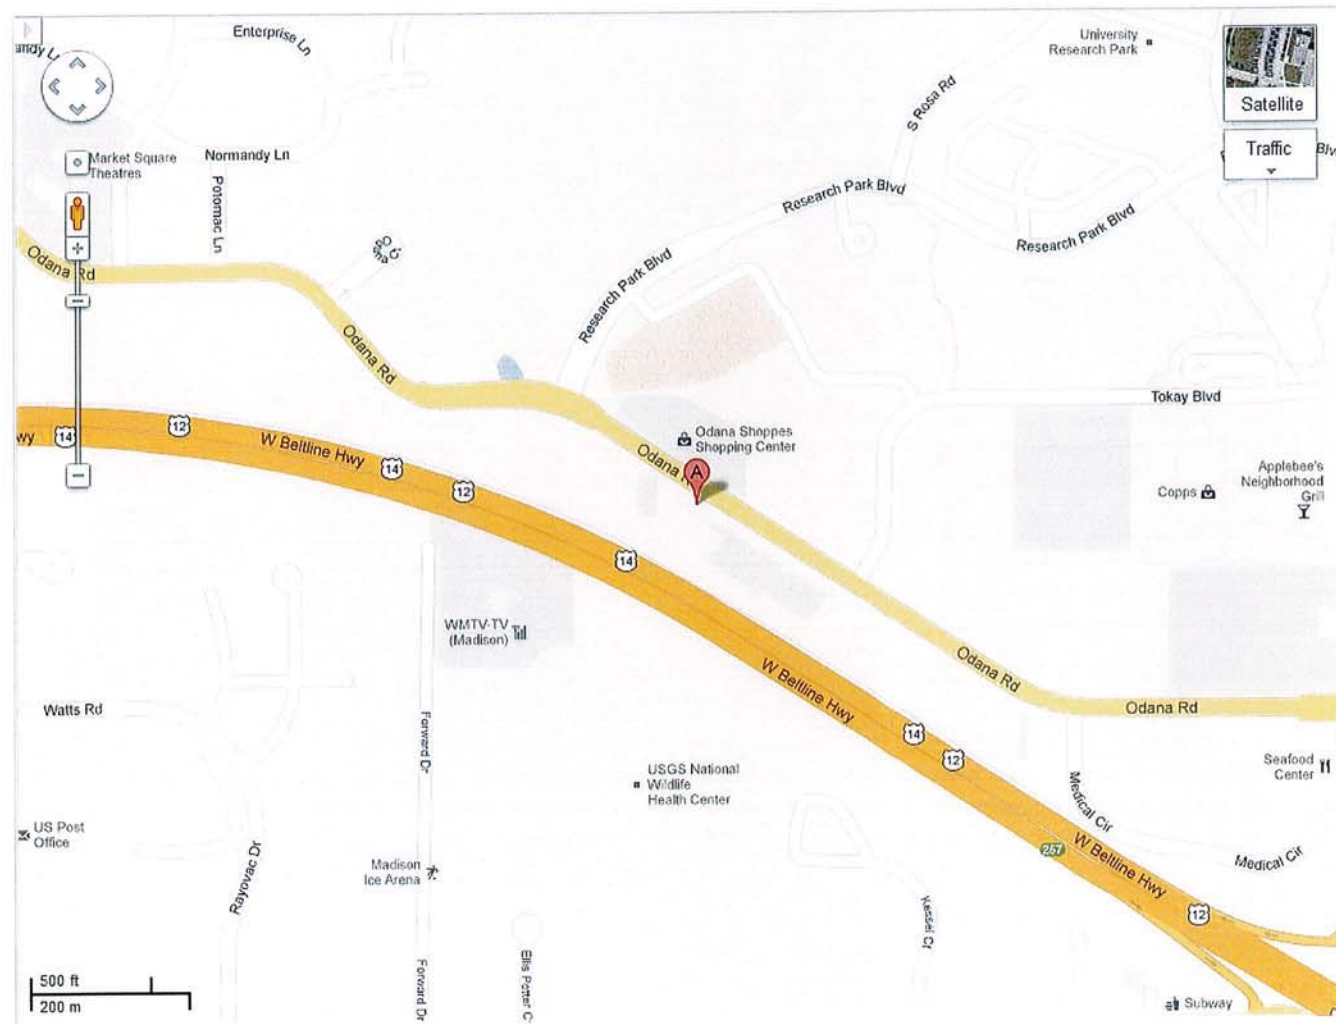 Enterprise Ln
University
Research Park
andy L
S Rosa Rd
Satellite
Traffic
Market Square
Theatres
Normandy Ln
Potomac Ln
Research Park Blvd
Research Park Blvd
Odana Rd
Research Park Blvd
Odana Rd
Tokay Blvd
Odana Shoppes
Shopping Center
Odana
A
wy
14
12
W Beltline Hwy
14
12
14
Copps
Applebee's
Neighborhood
Grill
WMTV-TV
(Madison)
W Beltline Hwy
Odana Rd
Odana Rd
Watts Rd
Forward Dr
14
12
USGS National
Wildlife
Health Center
Seafood
Center
Medical Cir
US Post
Office
Rayovac Dr
Madison
Ice Arena
257
W Beltline Hwy
Medical Cir
Kessel Ct
12
Ellis Potter C
Forward Dr
500 ft
200 m
Subway